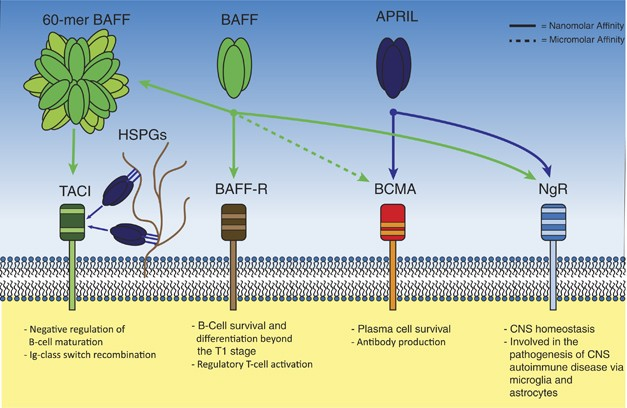 60-mer BAFF
BAFF
APRIL
= Nanomolar Affinity
= Micromolar Affinity
HSPGs
TACI
BAFF-R
BCMA
NgR
- Negative regulation of
B-cell maturation
- Ig-class switch recombination
- B-Cell survival and
differentiation beyond
the T1 stage
- Regulatory T-cell activation
- Plasma cell survival
- Antibody production
- CNS homeostasis
- Involved in the
pathogenesis of CNS
autoimmune disease via
microglia and
astrocytes